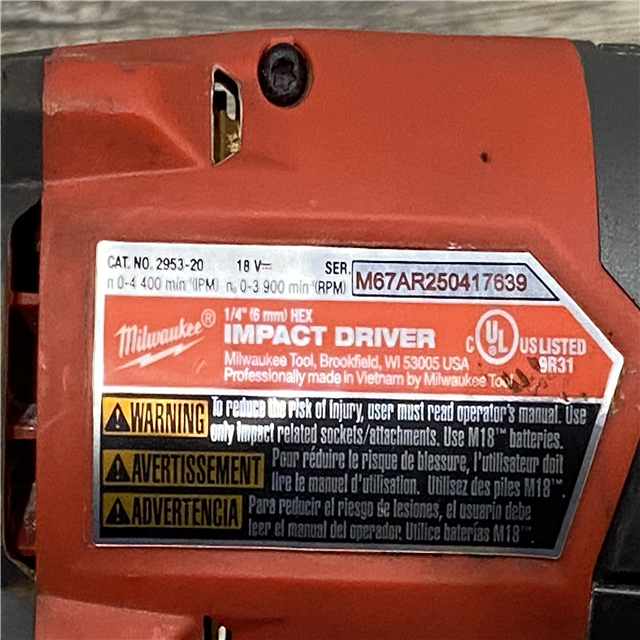 CAT. NO. 2953-20 18 V⎓ SER. M67AR250417639
n 0-4 400 min⁻¹(IPM) n₀ 0-3 900 min⁻¹(RPM)
Milwaukee®
1/4" (6 mm) HEX
IMPACT DRIVER
Milwaukee Tool, Brookfield, WI 53005 USA
Professionally made in Vietnam by Milwaukee Tool
C UL US LISTED
9R31
WARNING To reduce the risk of injury, user must read operator's manual. Use
only impact related sockets/attachments. Use M18™ batteries.
AVERTISSEMENT Pour réduire le risque de blessure, l'utilisateur doit
lire le manuel d'utilisation. Utilisez des piles M18™.
ADVERTENCIA Para reducir el riesgo de lesiones, el usuario debe
leer el manual del operador. Utilice baterías M18™.